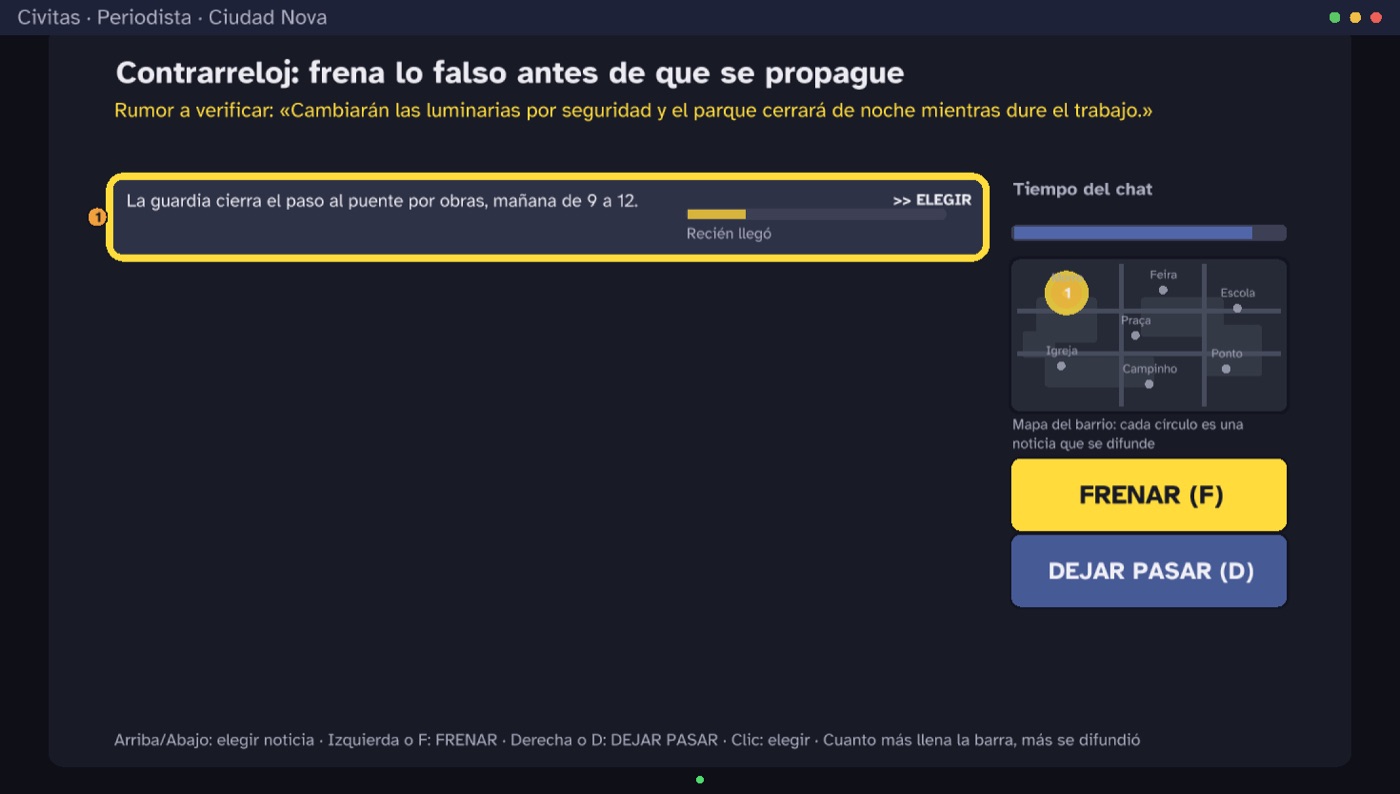 Civitas · Periodista · Ciudad Nova
Contrarreloj: frena lo falso antes de que se propague
Rumor a verificar: «Cambiarán las luminarias por seguridad y el parque cerrará de noche mientras dure el trabajo.»
1
La guardia cierra el paso al puente por obras, mañana de 9 a 12.
>> ELEGIR
Recién llegó
Tiempo del chat
1
Feira
Escola
Praça
Igreja
Ponto
Campinho
Mapa del barrio: cada círculo es una
noticia que se difunde
FRENAR (F)
DEJAR PASAR (D)
Arriba/Abajo: elegir noticia · Izquierda o F: FRENAR · Derecha o D: DEJAR PASAR · Clic: elegir · Cuanto más llena la barra, más se difundió